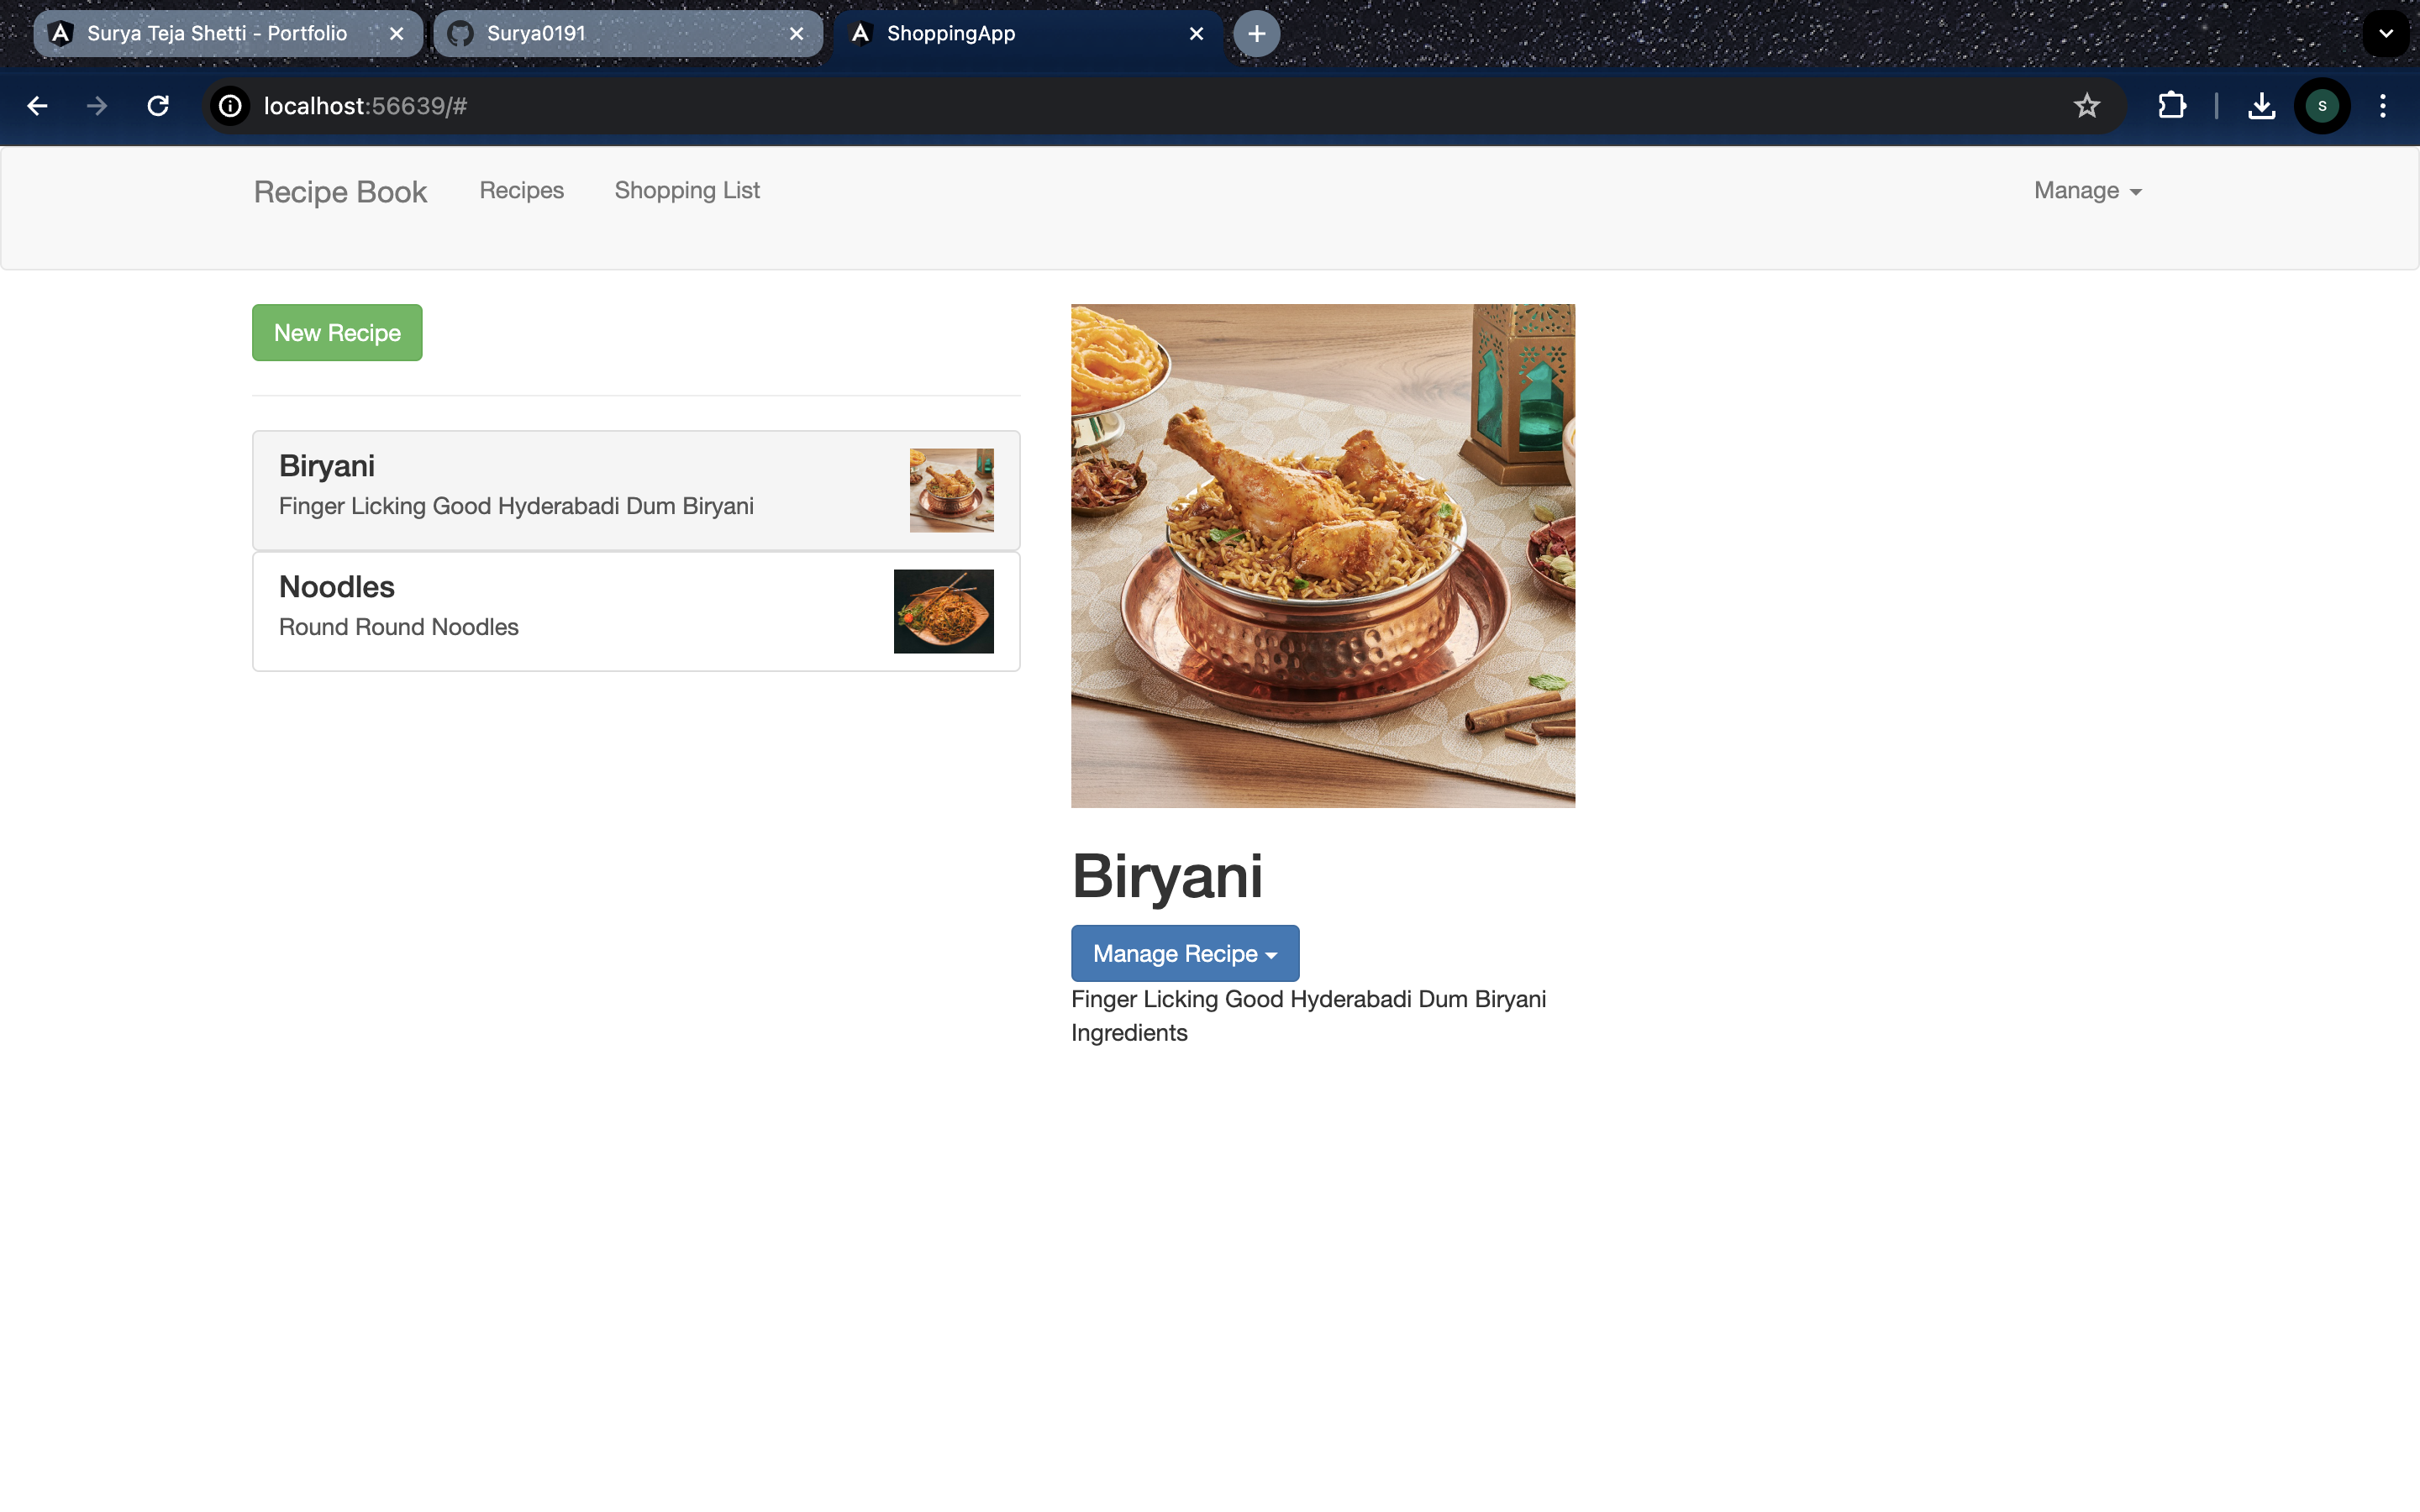 Surya Teja Shetti - Portfolio
Surya0191
ShoppingApp
localhost:56639/#
S
Recipe Book
Recipes
Shopping List
Manage
New Recipe
Biryani
Finger Licking Good Hyderabadi Dum Biryani
Noodles
Round Round Noodles
Biryani
Manage Recipe
Finger Licking Good Hyderabadi Dum Biryani
Ingredients